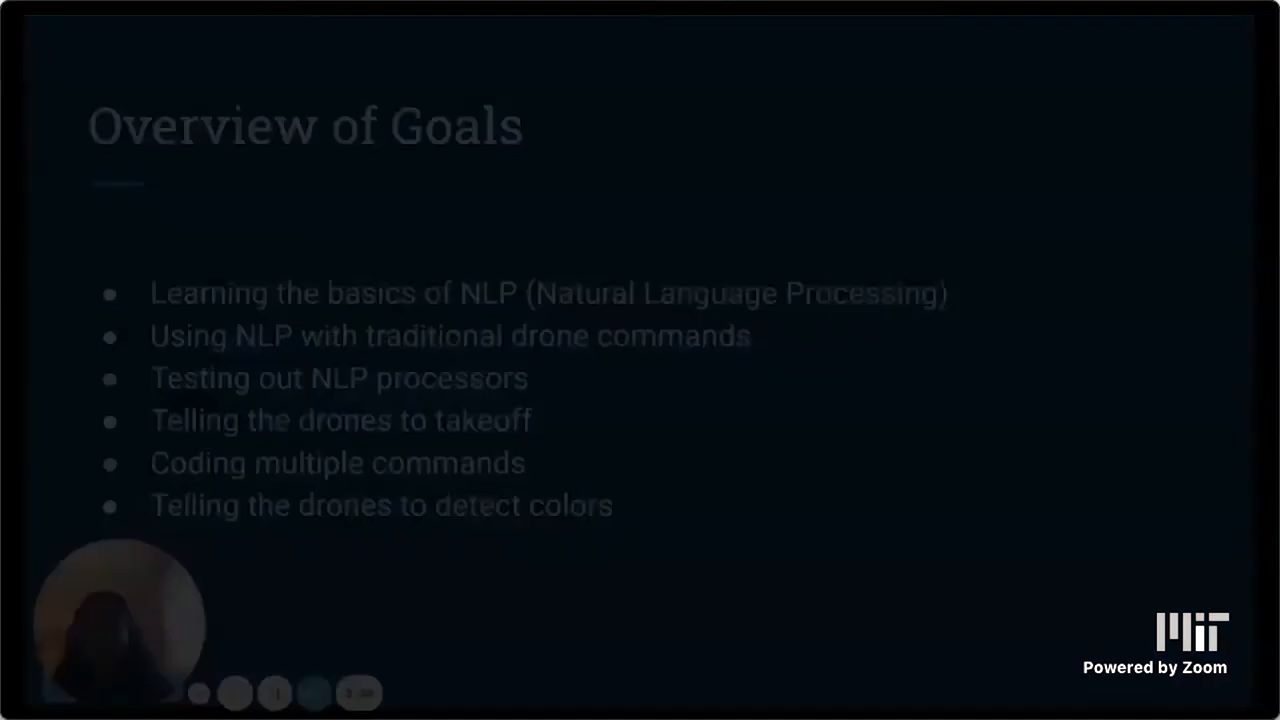 Overview of Goals
● Learning the basics of NLP (Natural Language Processing)
● Using NLP with traditional drone commands
● Testing out NLP processors
● Telling the drones to takeoff
● Coding multiple commands
● Telling the drones to detect colors
MIT
Powered by Zoom